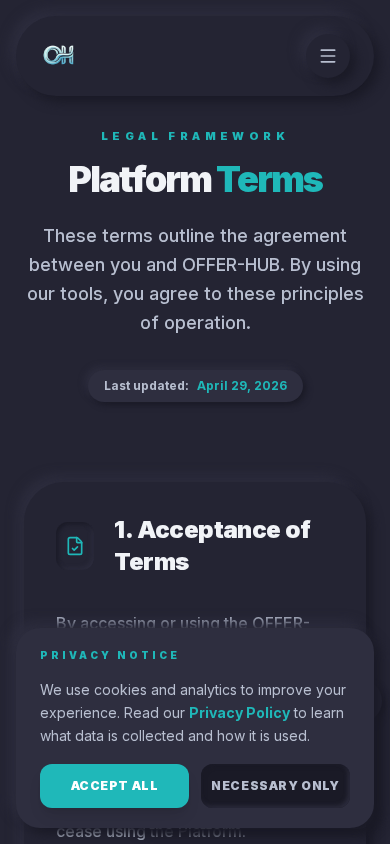 OH
LEGAL FRAMEWORK
Platform Terms
These terms outline the agreement
between you and OFFER-HUB. By using
our tools, you agree to these principles
of operation.
Last updated: April 29, 2026
1. Acceptance of
Terms
By accessing or using the OFFER-
PRIVACY NOTICE
We use cookies and analytics to improve your
experience. Read our Privacy Policy to learn
what data is collected and how it is used.
ACCEPT ALL
NECESSARY ONLY
cease using the Platform.